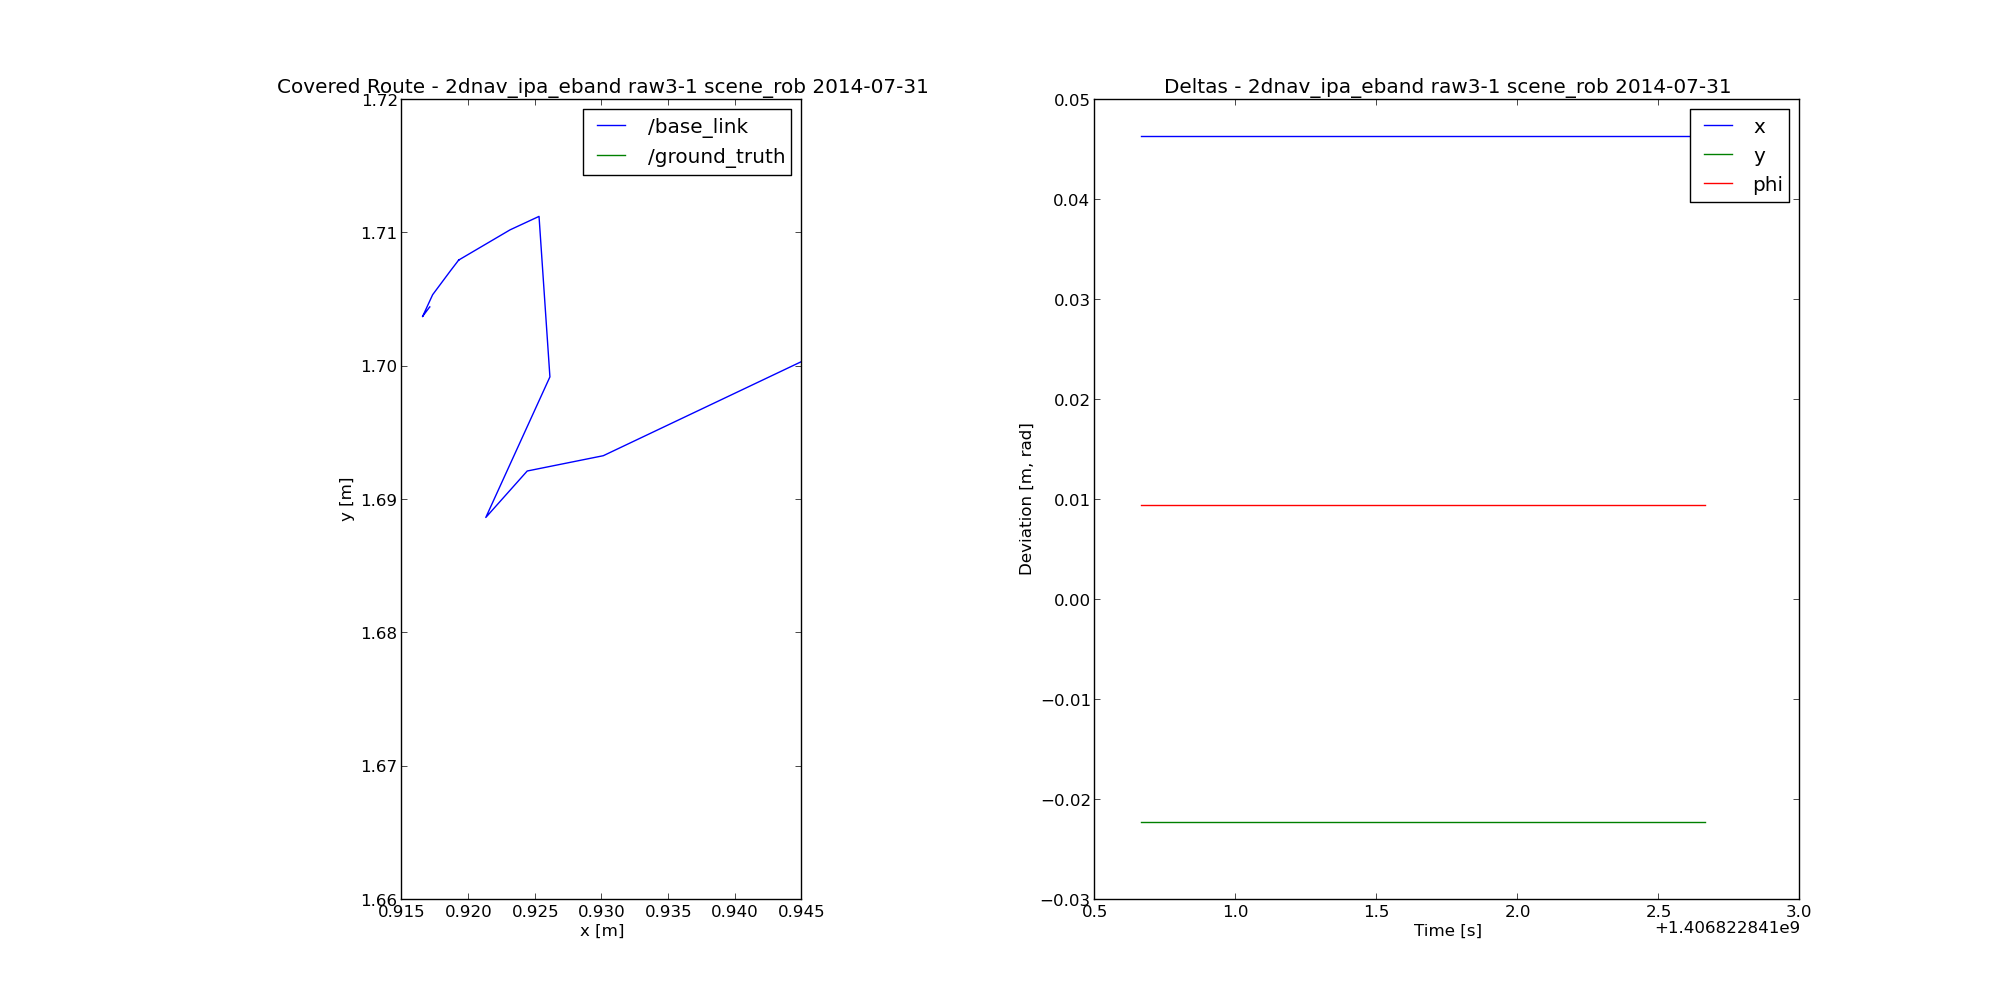 Covered Route - 2dnav_ipa_eband raw3-1 scene_rob 2014-07-31
/base_link
/ground_truth
y [m]
1.72
1.71
1.70
1.69
1.68
1.67
1.66
0.915 0.920 0.925 0.930 0.935 0.940 0.945
x [m]
Deltas - 2dnav_ipa_eband raw3-1 scene_rob 2014-07-31
x
y
phi
Deviation [m, rad]
0.05
0.04
0.03
0.02
0.01
0.00
−0.01
−0.02
−0.03
0.5 1.0 1.5 2.0 2.5 3.0
Time [s]
+1.406822841e9